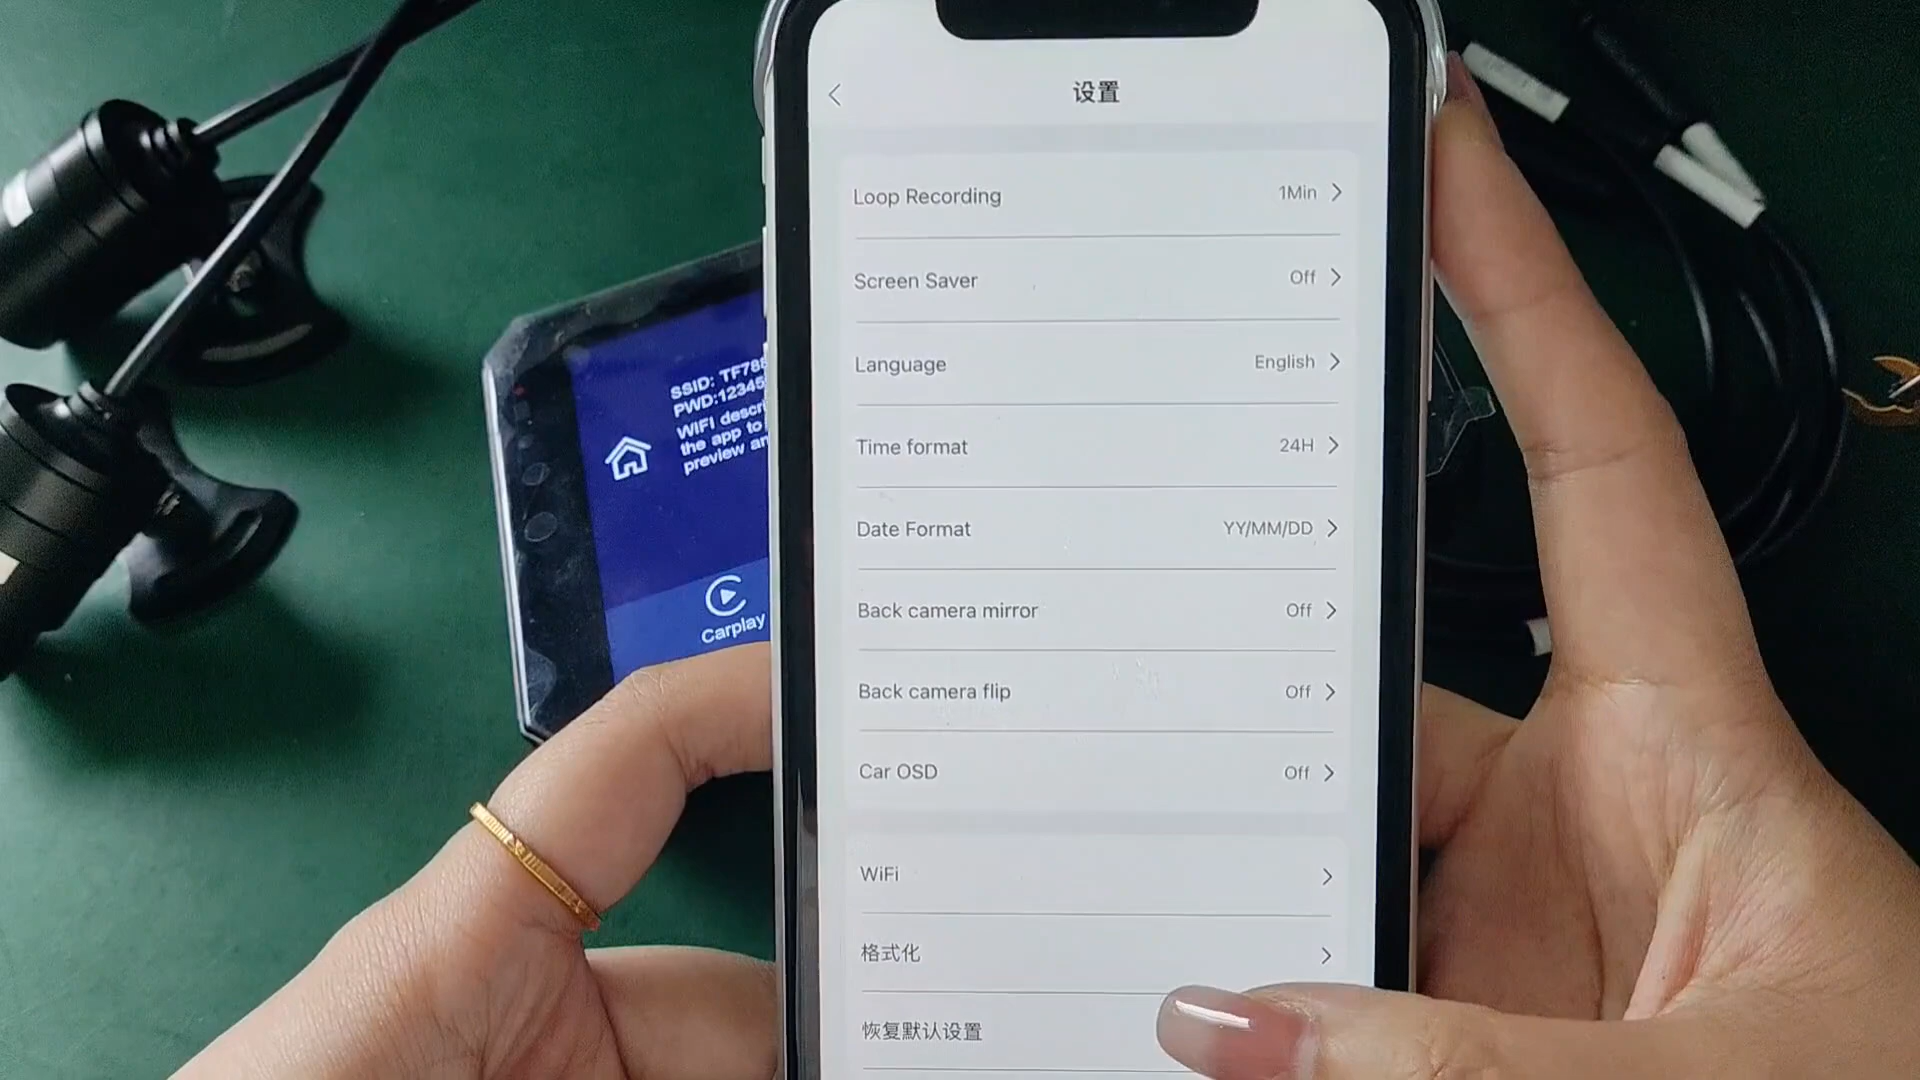 设置
Loop Recording 1Min
Screen Saver Off
Language English
Time format 24H
Date Format YY/MM/DD
Back camera mirror Off
Back camera flip Off
Car OSD Off
WiFi
格式化
恢复默认设置
SSID: TF788
PWD:12345
WIFI
the app to
preview
Carplay